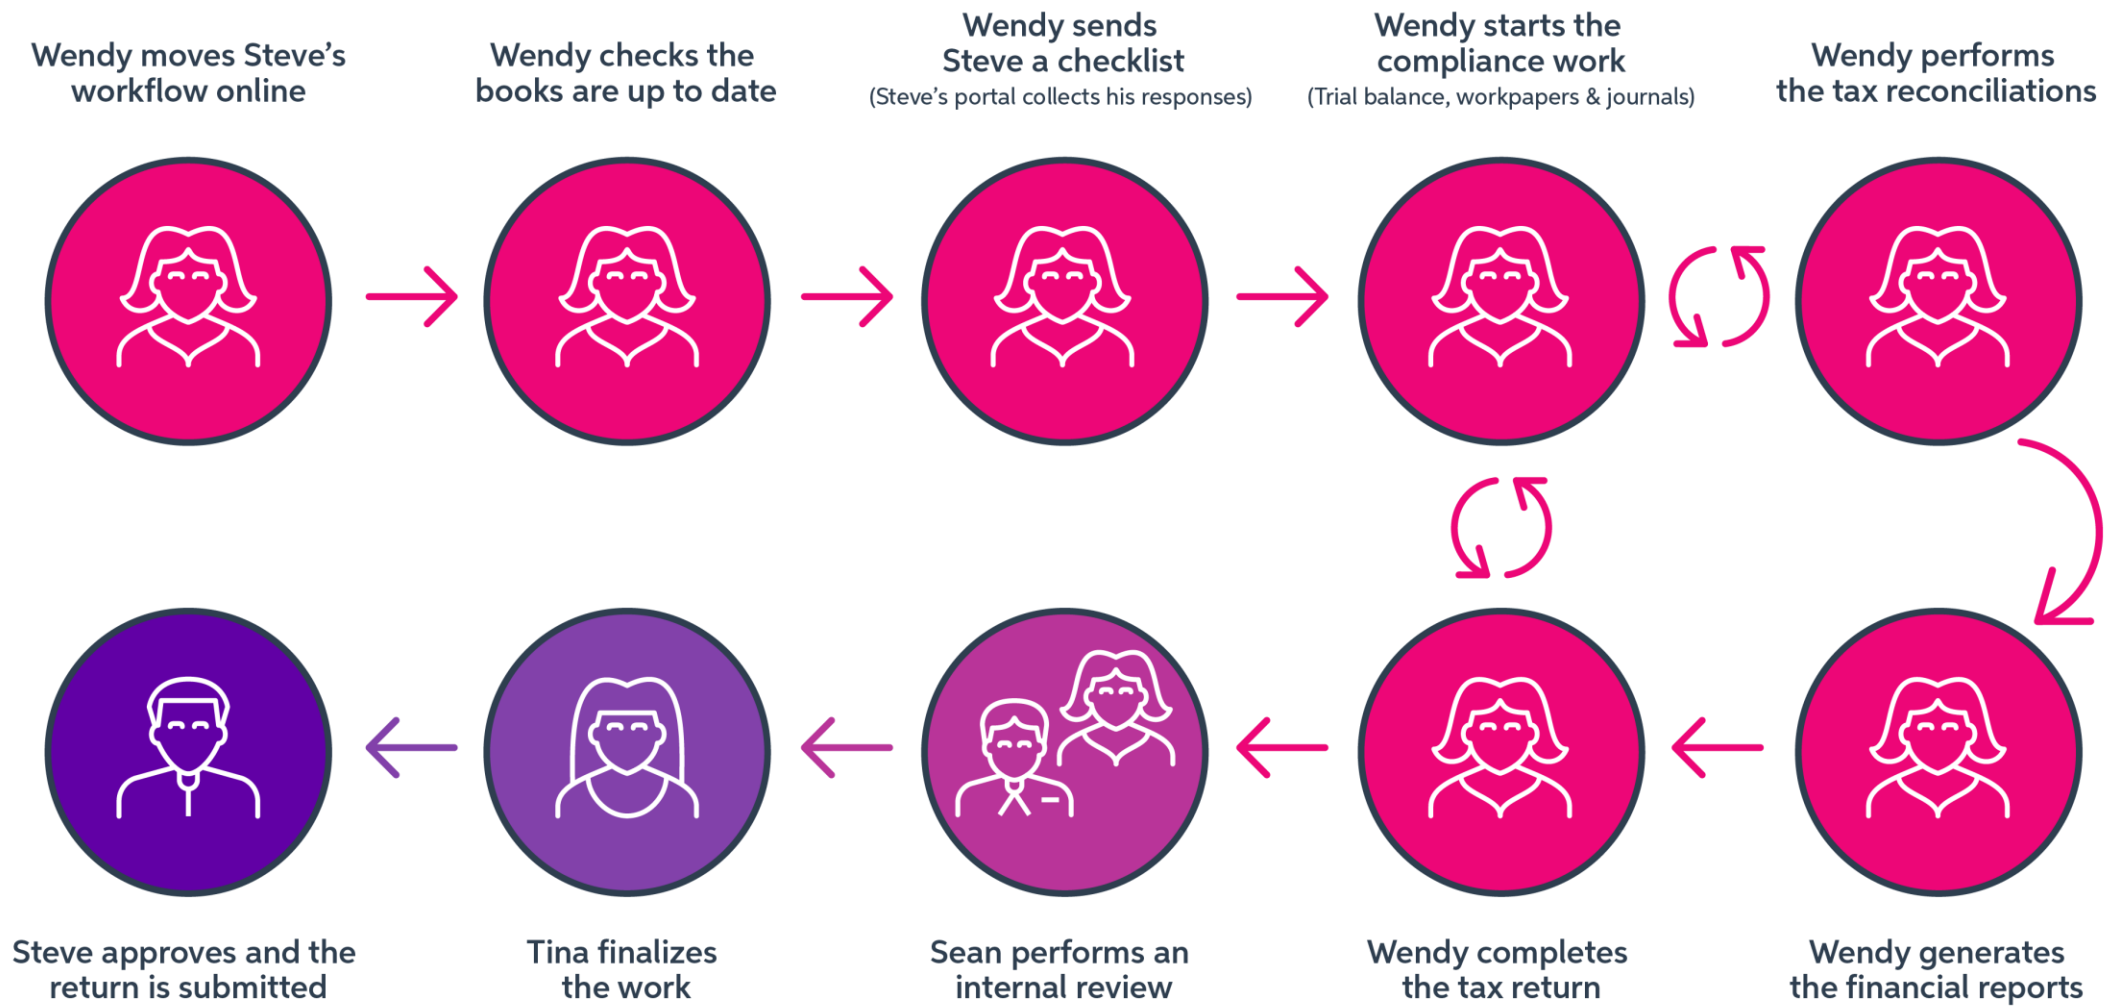 Wendy moves Steve’s
workflow online
Wendy checks the
books are up to date
Wendy sends
Steve a checklist
(Steve’s portal collects his responses)
Wendy starts the
compliance work
(Trial balance, workpapers & journals)
Wendy performs
the tax reconciliations
Steve approves and the
return is submitted
Tina finalizes
the work
Sean performs an
internal review
Wendy completes
the tax return
Wendy generates
the financial reports